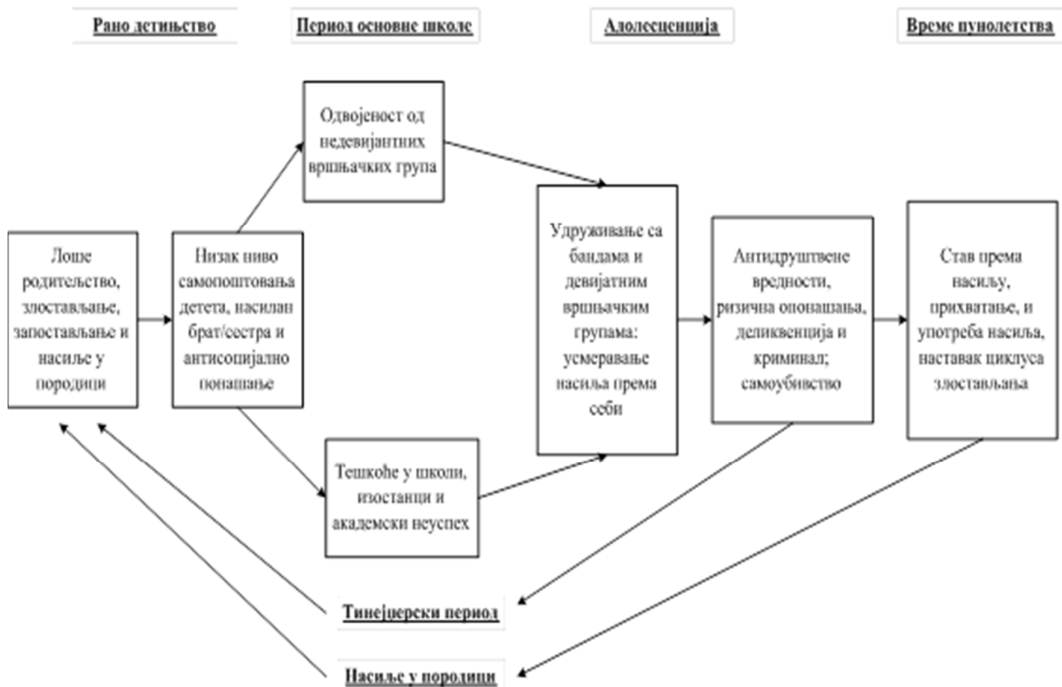 Рано детињство
Период основне школе
Адолесценција
Време пунолетства
Одвојеност од
недевијантних
вршњачких група
Лоше
родитељство,
злостављање,
запостављање и
насиље у
породици
Низак ниво
самопоштовања
детета, насилан
брат/сестра и
антисоцијално
понашање
Тешкоће у школи,
изостанци и
академски неуспех
Удруживање са
бандама и
девијатним
вршњачким
групама:
усмеравање
насиља према
себи
Антидруштвене
вредности,
ризична опонашања,
деликвенција и
криминал;
самоубивство
Став према
насиљу,
прихватање, и
употреба насиља,
наставак циклуса
злостављања
Тинејџерски период
Насиље у породици